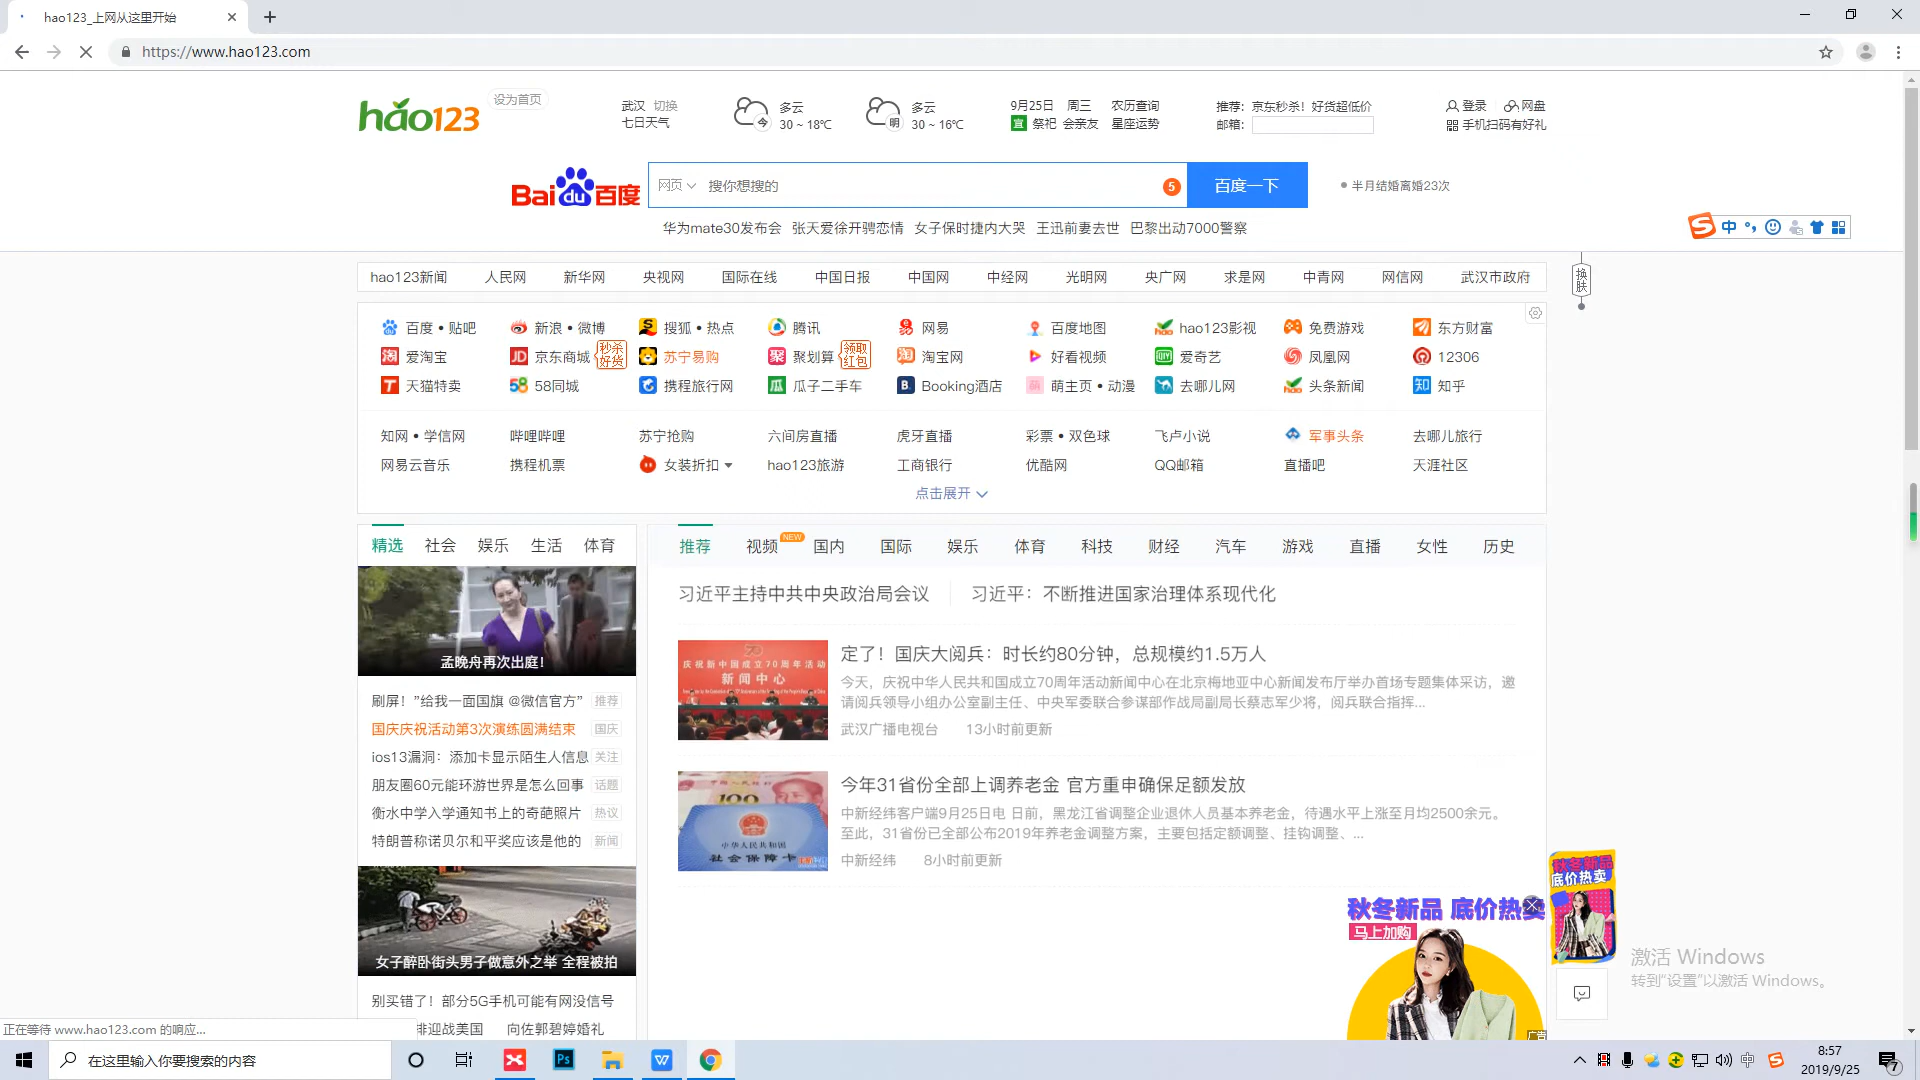 hao123_上网从这里开始
https://www.hao123.com
hao123
设为首页
武汉 切换
七日天气
多云
30 ~ 18℃
今
多云
30 ~ 16℃
明
9月25日 周三 农历查询
宜 祭祀 会亲友 星座运势
推荐: 京东秒杀！好货超低价
邮箱:
登录 网盘
手机扫码有好礼
Bai du 百度
网页 搜你想搜的
5
百度一下
半月结婚离婚23次
华为mate30发布会 张天爱徐开骋恋情 女子保时捷内大哭 王迅前妻去世 巴黎出动7000警察
中
换肤
hao123新闻 人民网 新华网 央视网 国际在线 中国日报 中国网 中经网 光明网 央广网 求是网 中青网 网信网 武汉市政府
百度 • 贴吧 新浪 • 微博 搜狐 • 热点 腾讯 网易 百度地图 hao123影视 免费游戏 东方财富
爱淘宝 京东商城 秒杀好货 苏宁易购 聚划算 领取红包 淘宝网 好看视频 爱奇艺 凤凰网 12306
天猫特卖 58同城 携程旅行网 瓜子二手车 Booking酒店 萌主页 • 动漫 去哪儿网 头条新闻 知乎
知网 • 学信网 哔哩哔哩 苏宁抢购 六间房直播 虎牙直播 彩票 • 双色球 飞卢小说 军事头条 去哪儿旅行
网易云音乐 携程机票 女装折扣 hao123旅游 工商银行 优酷网 QQ邮箱 直播吧 天涯社区
点击展开
精选 社会 娱乐 生活 体育
孟晚舟再次出庭！
刷屏！”给我一面国旗 @微信官方” 推荐
国庆庆祝活动第3次演练圆满结束 国庆
ios13漏洞：添加卡显示陌生人信息 关注
朋友圈60元能环游世界是怎么回事 话题
衡水中学入学通知书上的奇葩照片 热议
特朗普称诺贝尔和平奖应该是他的 新闻
女子醉卧街头男子做意外之举 全程被拍
别买错了！部分5G手机可能有网没信号
排迎战美国 向佐郭碧婷婚礼
推荐 视频 NEW 国内 国际 娱乐 体育 科技 财经 汽车 游戏 直播 女性 历史
习近平主持中共中央政治局会议 习近平：不断推进国家治理体系现代化
庆祝新中国成立70周年活动
新闻中心
定了！国庆大阅兵：时长约80分钟，总规模约1.5万人
今天，庆祝中华人民共和国成立70周年活动新闻中心在北京梅地亚中心新闻发布厅举办首场专题集体采访，邀
请阅兵领导小组办公室副主任、中央军委联合参谋部作战局副局长蔡志军少将，阅兵联合指挥...
武汉广播电视台 13小时前更新
100
中华人民共和国
社会保障卡
今年31省份全部上调养老金 官方重申确保足额发放
中新经纬客户端9月25日电 日前，黑龙江省调整企业退休人员基本养老金，待遇水平上涨至月均2500余元。
至此，31省份已全部公布2019年养老金调整方案，主要包括定额调整、挂钩调整、...
中新经纬 8小时前更新
秋冬新品 底价热卖
马上加购
广告
秋冬新品
底价热卖
激活 Windows
转到“设置”以激活 Windows。
正在等待 www.hao123.com 的响应...
在这里输入你要搜索的内容
Ps
中
8:57
2019/9/25
7